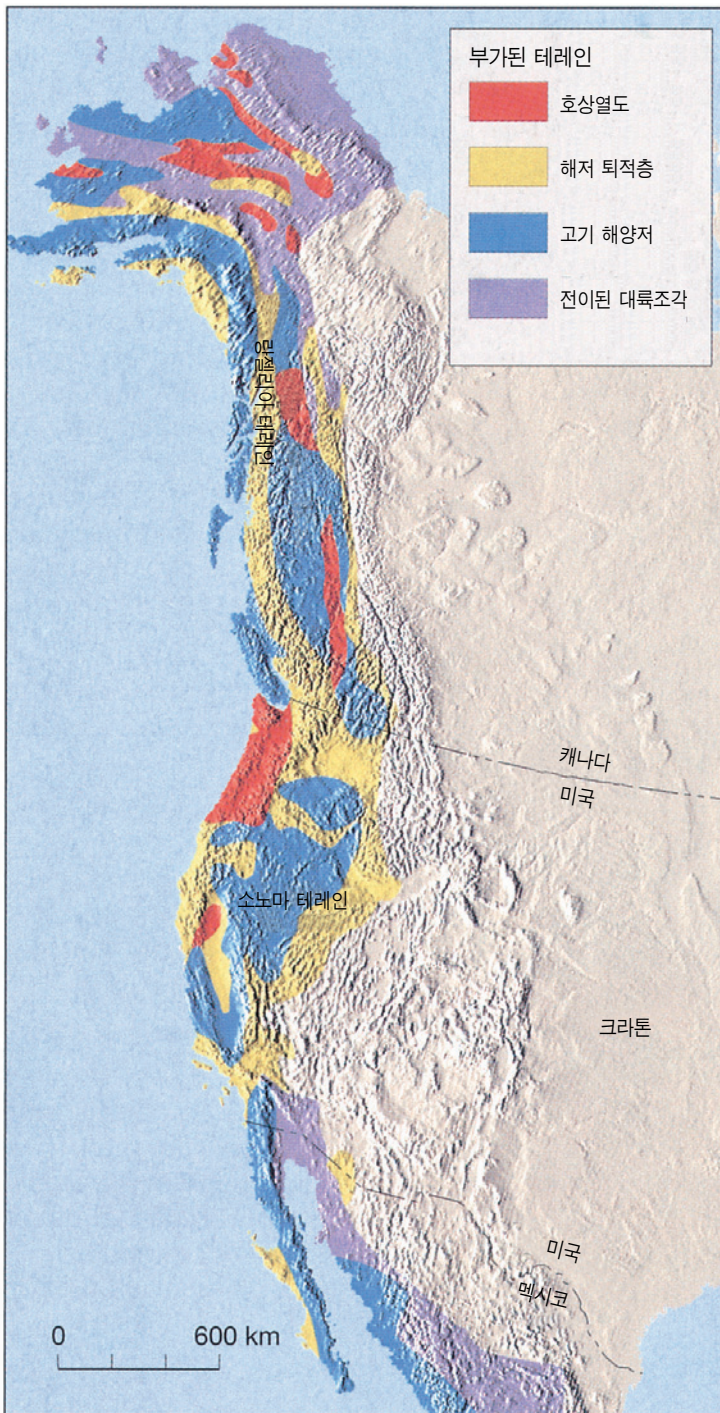 부가된 테레인
호상열도
해저 퇴적층
고기 해양저
전이된 대륙조각
랑젤리아 테레인
캐나다
미국
소노마 테레인
크라톤
미국
멕시코
0 600 km